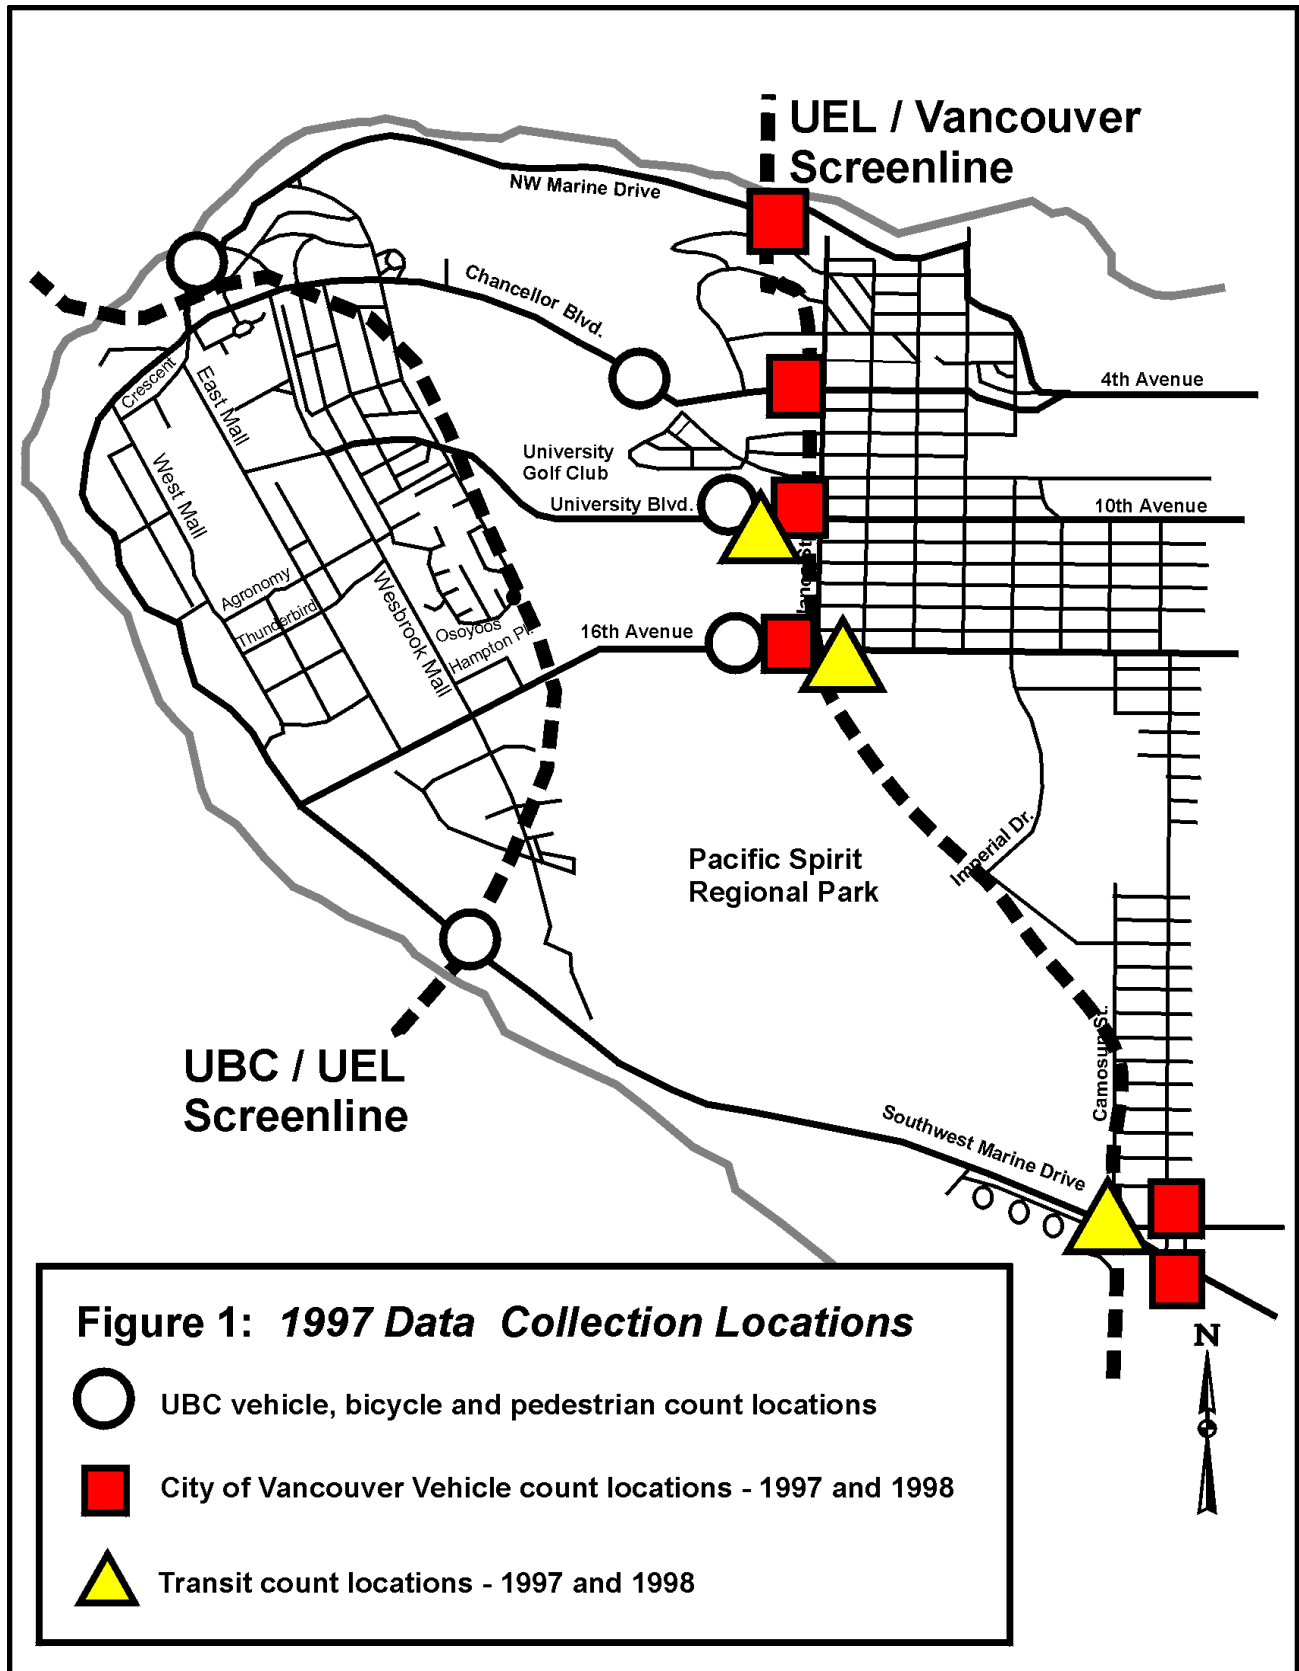 UEL / Vancouver
Screenline
NW Marine Drive
Chancellor Blvd.
4th Avenue
Crescent
East Mall
West Mall
University
Golf Club
University Blvd.
10th Avenue
Agronomy
Thunderbird
Wesbrook Mall
Osoyoos
Hampton Pl.
16th Avenue
Imperial Dr.
Pacific Spirit
Regional Park
Camosun St.
UBC / UEL
Screenline
Southwest Marine Drive
Figure 1: 1997 Data Collection Locations
UBC vehicle, bicycle and pedestrian count locations
City of Vancouver Vehicle count locations - 1997 and 1998
Transit count locations - 1997 and 1998
N